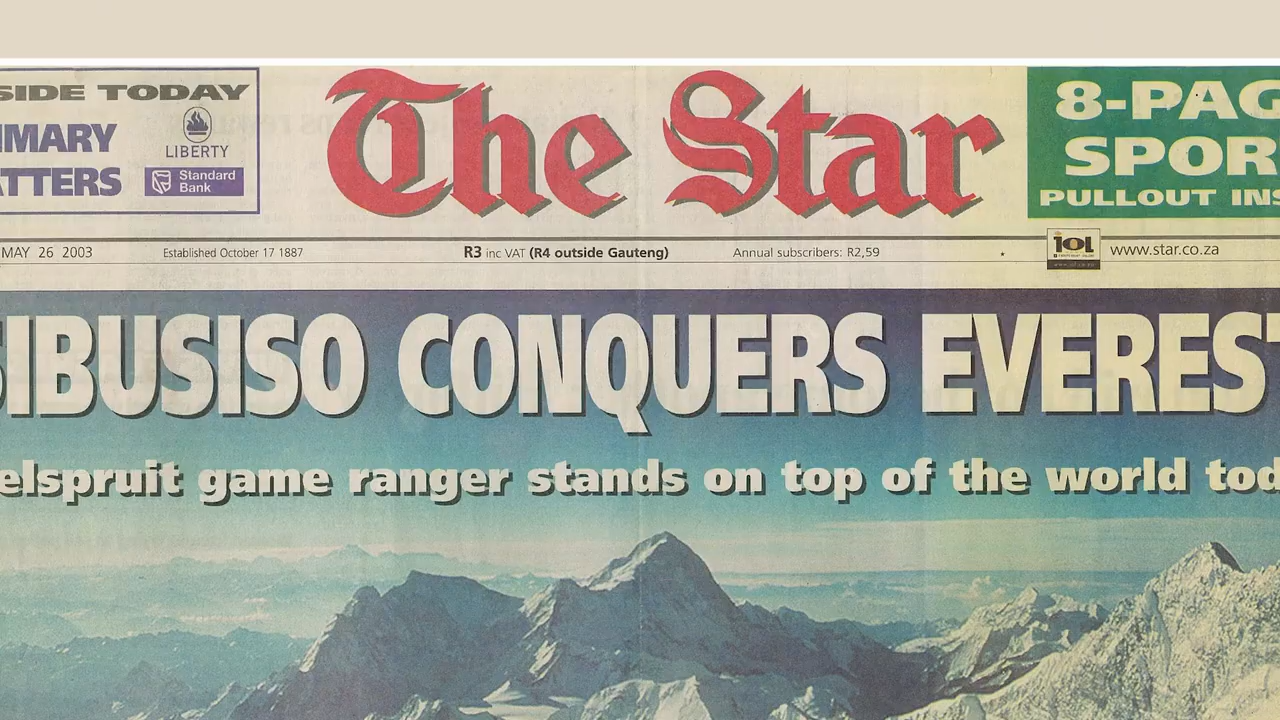 SIDE TODAY
IMARY
ATTERS
LIBERTY
Standard
Bank
The Star
8-PAG
SPOR
PULLOUT INS
MAY 26 2003
Established October 17 1887
R3 inc VAT (R4 outside Gauteng)
Annual subscribers: R2,59
iOL
www.star.co.za
SIBUSISO CONQUERS EVEREST
elspruit game ranger stands on top of the world tod